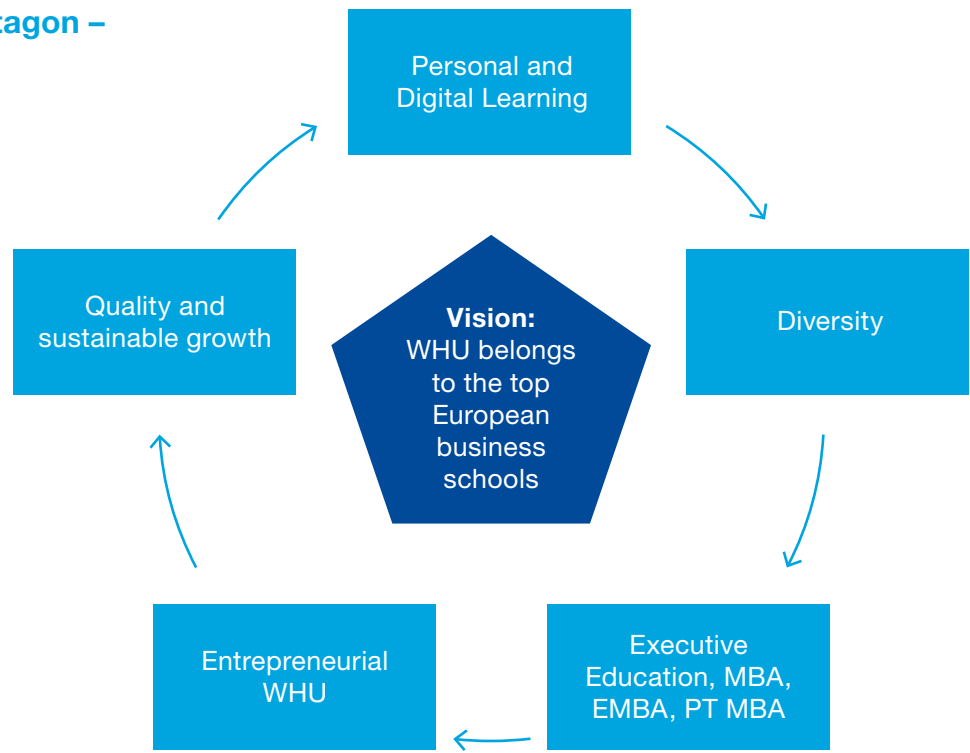 tagon –
Personal and
Digital Learning
Quality and
sustainable growth
Vision:
WHU belongs
to the top
European
business
schools
Diversity
Entrepreneurial
WHU
Executive
Education, MBA,
EMBA, PT MBA